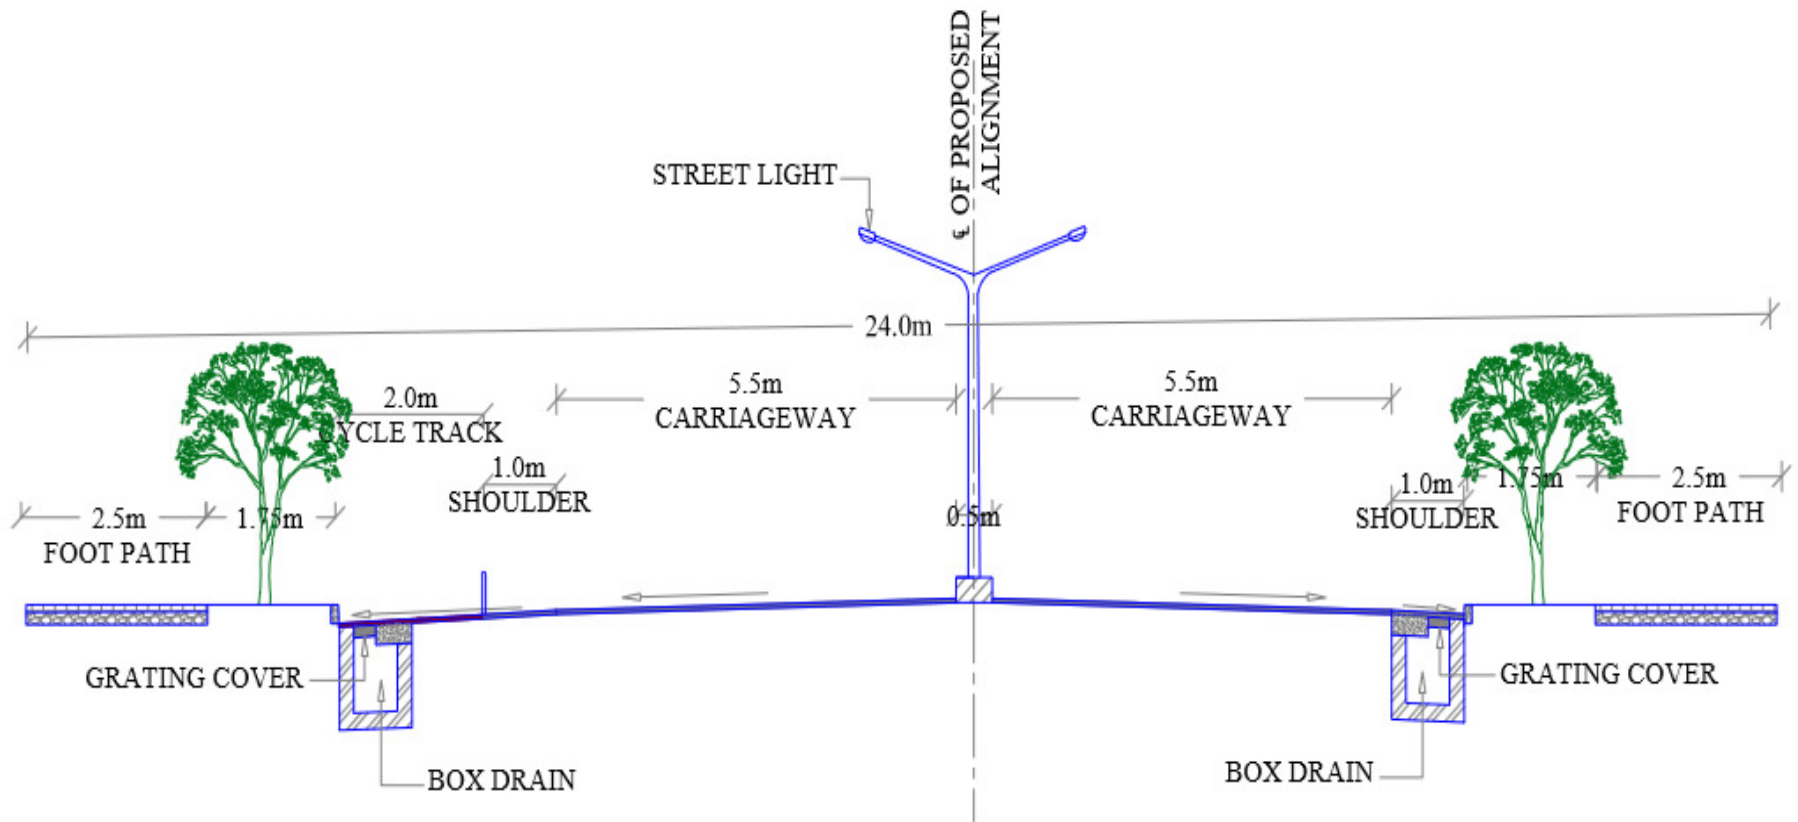 ℄ OF PROPOSED
ALIGNMENT
STREET LIGHT
24.0m
2.0m
CYCLE TRACK
5.5m
CARRIAGEWAY
5.5m
CARRIAGEWAY
1.0m
SHOULDER
2.5m
FOOT PATH
1.75m
0.5m
1.0m
SHOULDER
1.75m
2.5m
FOOT PATH
GRATING COVER
GRATING COVER
BOX DRAIN
BOX DRAIN